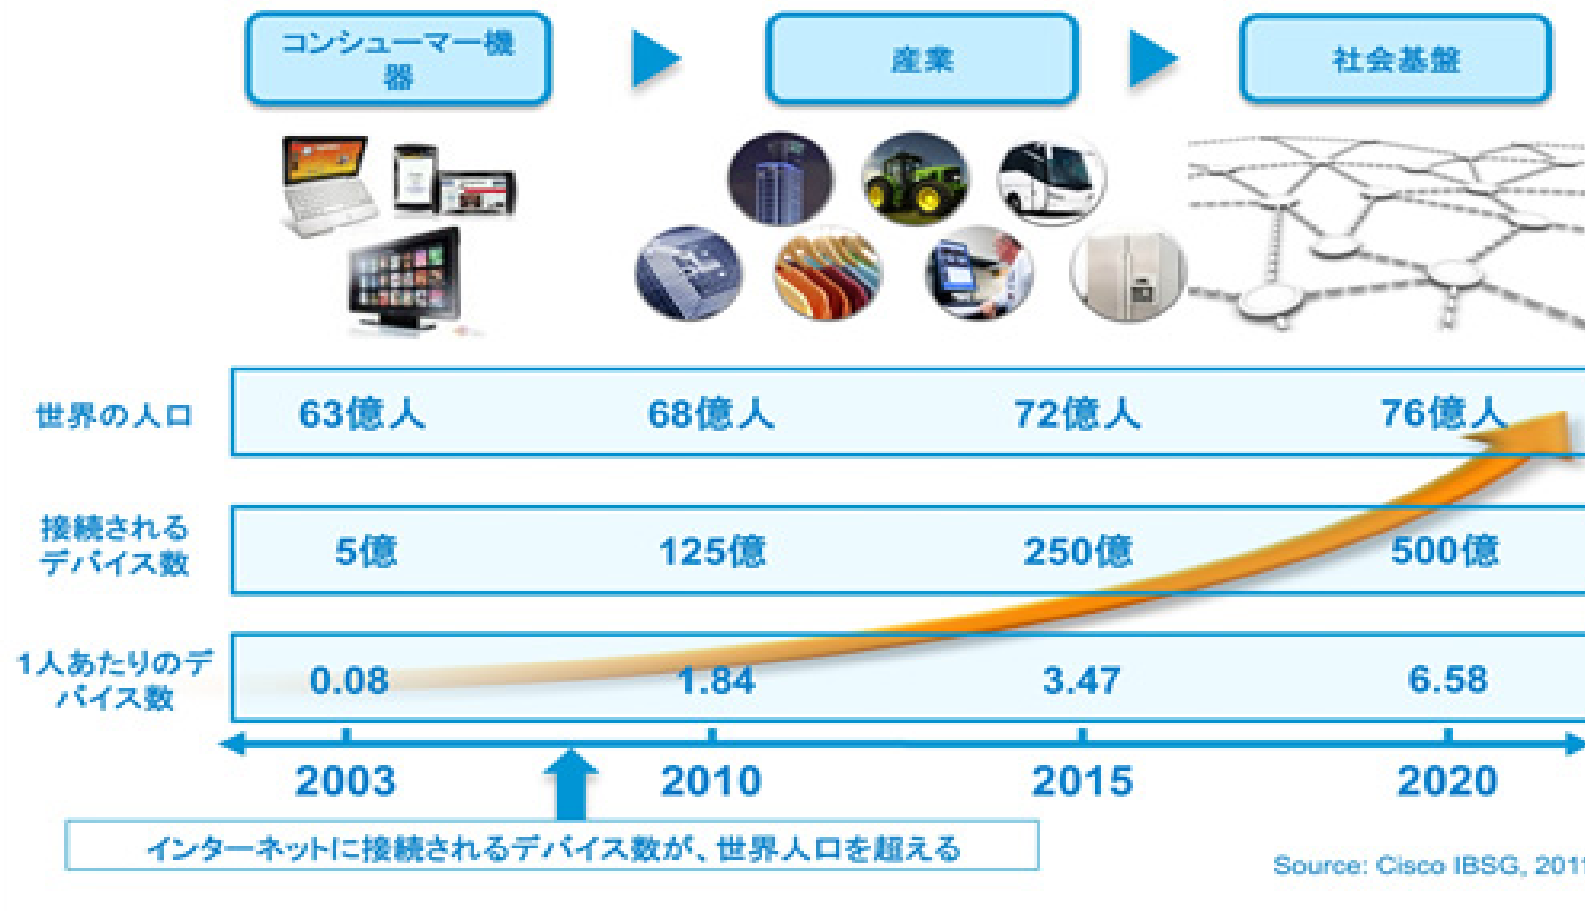 コンシューマー機
器
産業
社会基盤
世界の人口
63億人
68億人
72億人
76億人
接続される
デバイス数
5億
125億
250億
500億
1人あたりのデ
バイス数
0.08
1.84
3.47
6.58
2003
2010
2015
2020
インターネットに接続されるデバイス数が、世界人口を超える
Source: Cisco IBSG, 2011